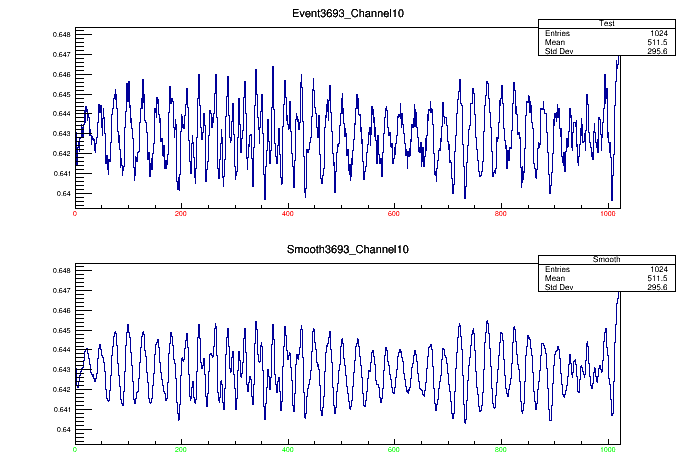 Event3693_Channel10
Test
Entries 1024
Mean 511.5
Std Dev 295.6
0.648
0.647
0.646
0.645
0.644
0.643
0.642
0.641
0.64
0 200 400 600 800 1000
Smooth3693_Channel10
Smooth
Entries 1024
Mean 511.5
Std Dev 295.6
0.648
0.647
0.646
0.645
0.644
0.643
0.642
0.641
0.64
0 200 400 600 800 1000